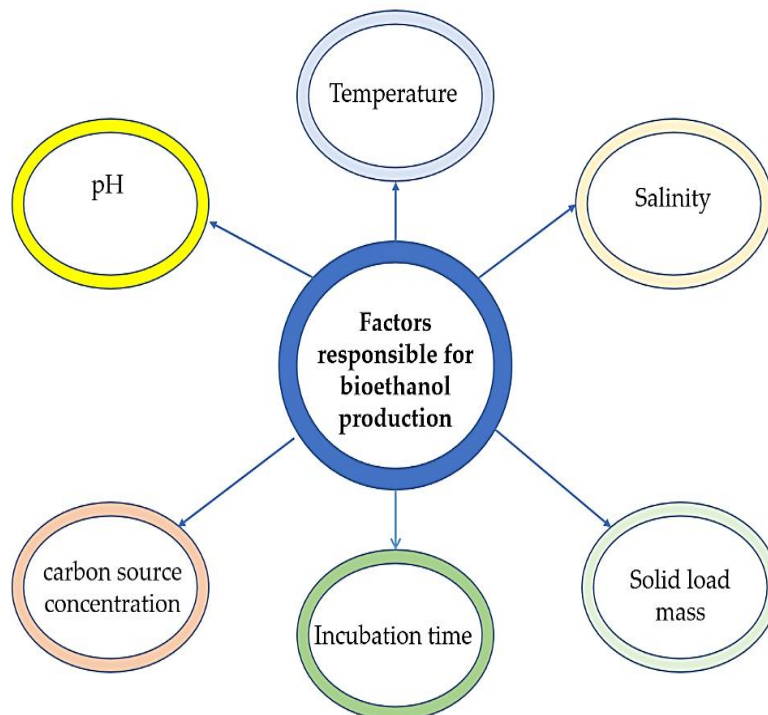 Temperature
pH
Salinity
Factors
responsible for
bioethanol
production
carbon source
concentration
Solid load
mass
Incubation time